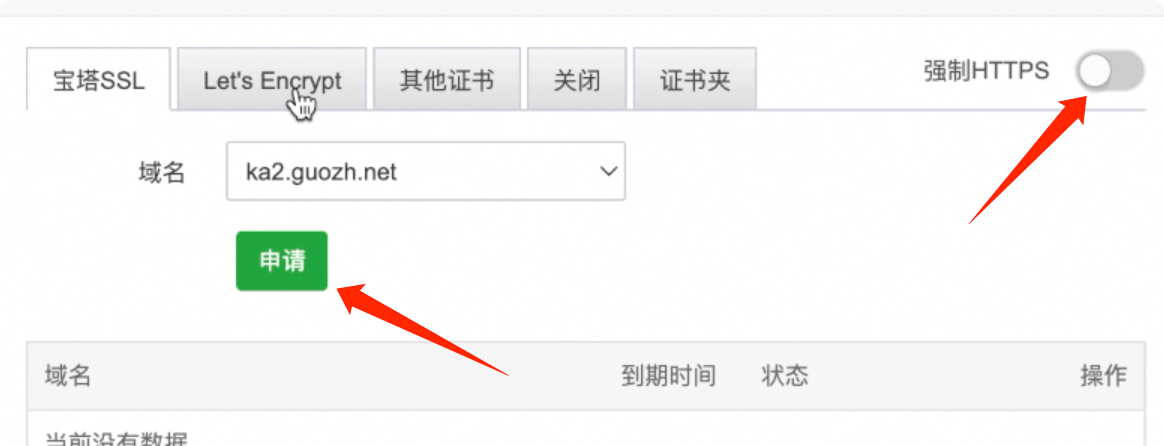 宝塔SSL Let's Encrypt 其他证书 关闭 证书夹 强制HTTPS
域名 ka2.guozh.net
申请
域名 到期时间 状态 操作
当前没有数据